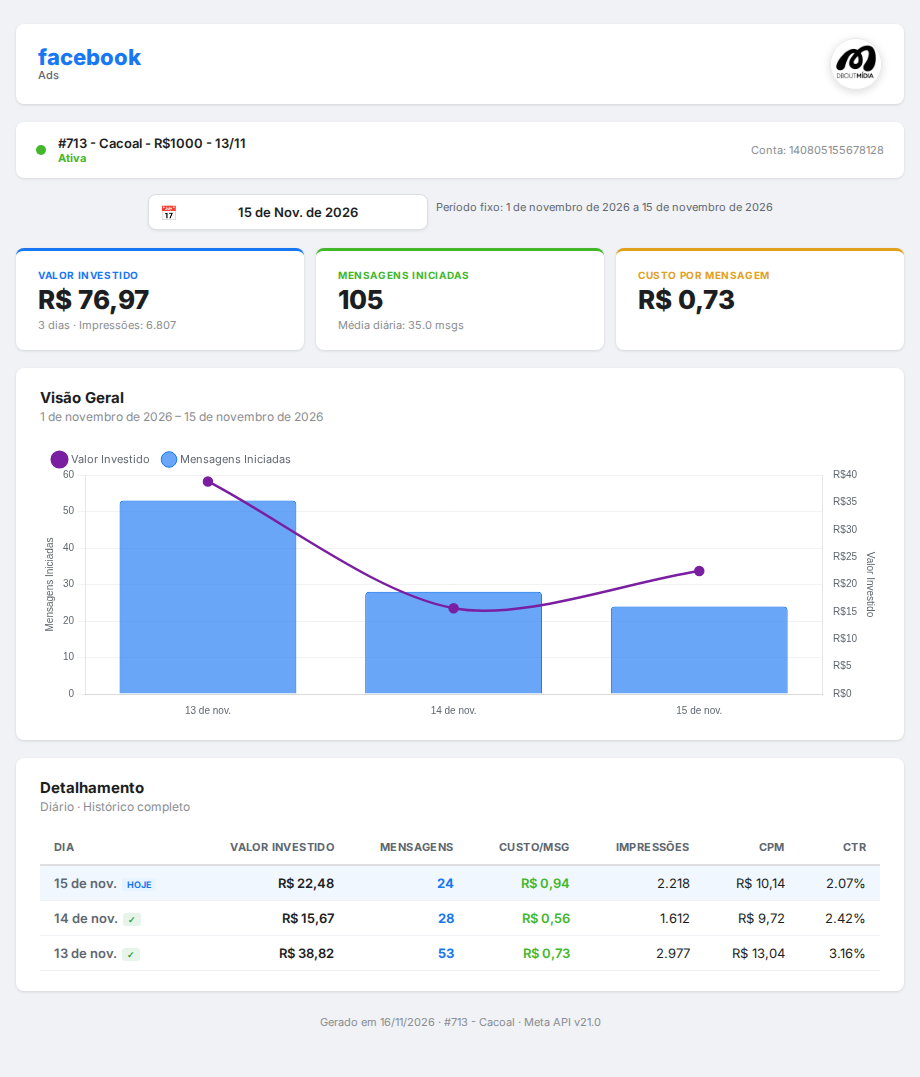 facebook
Ads
DBOUTMÍDIA
#713 - Cacoal - R$1000 - 13/11
Ativa
Conta: 140805155678128
15 de Nov. de 2026
Período fixo: 1 de novembro de 2026 a 15 de novembro de 2026
VALOR INVESTIDO
R$ 76,97
3 dias · Impressões: 6.807
MENSAGENS INICIADAS
105
Média diária: 35.0 msgs
CUSTO POR MENSAGEM
R$ 0,73
Visão Geral
1 de novembro de 2026 – 15 de novembro de 2026
Valor Investido Mensagens Iniciadas
60
50
40
30
20
10
0
Mensagens Iniciadas
R$40
R$35
R$30
R$25
R$20
R$15
R$10
R$5
R$0
Valor Investido
13 de nov. 14 de nov. 15 de nov.
Detalhamento
Diário · Histórico completo
DIA VALOR INVESTIDO MENSAGENS CUSTO/MSG IMPRESSÕES CPM CTR
15 de nov. HOJE R$ 22,48 24 R$ 0,94 2.218 R$ 10,14 2.07%
14 de nov. ✓ R$ 15,67 28 R$ 0,56 1.612 R$ 9,72 2.42%
13 de nov. ✓ R$ 38,82 53 R$ 0,73 2.977 R$ 13,04 3.16%
Gerado em 16/11/2026 · #713 - Cacoal · Meta API v21.0